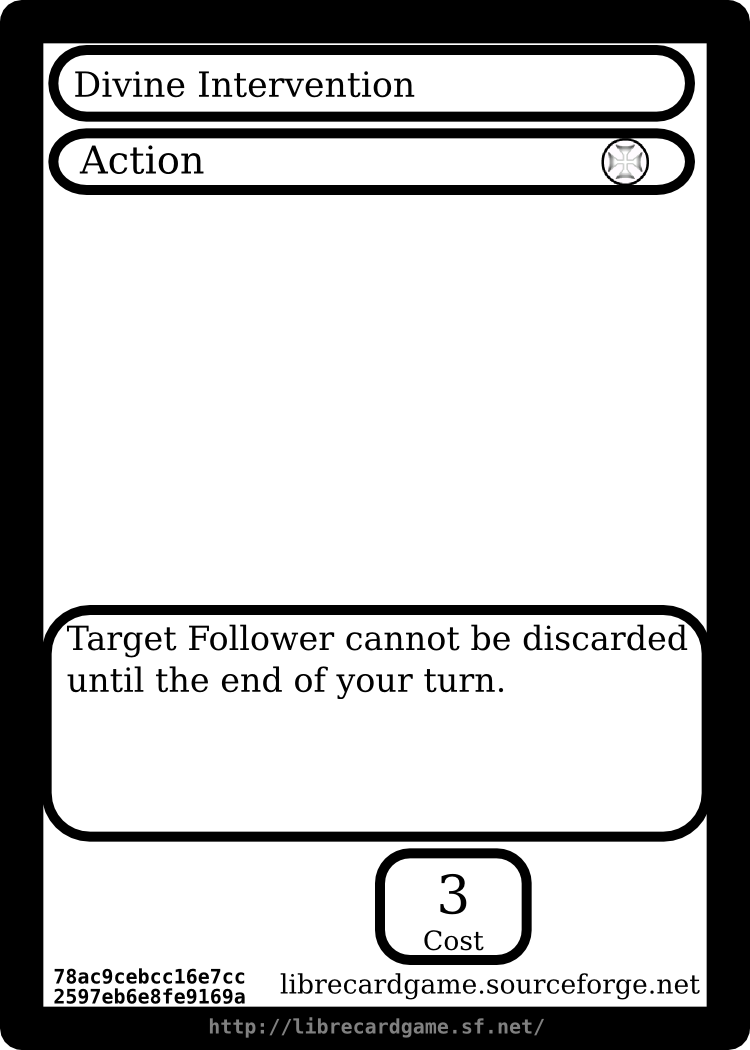 Divine Intervention
Action
Target Follower cannot be discarded
until the end of your turn.
3
Cost
78ac9cebcc16e7cc
2597eb6e8fe9169a
librecardgame.sourceforge.net
http://librecardgame.sf.net/